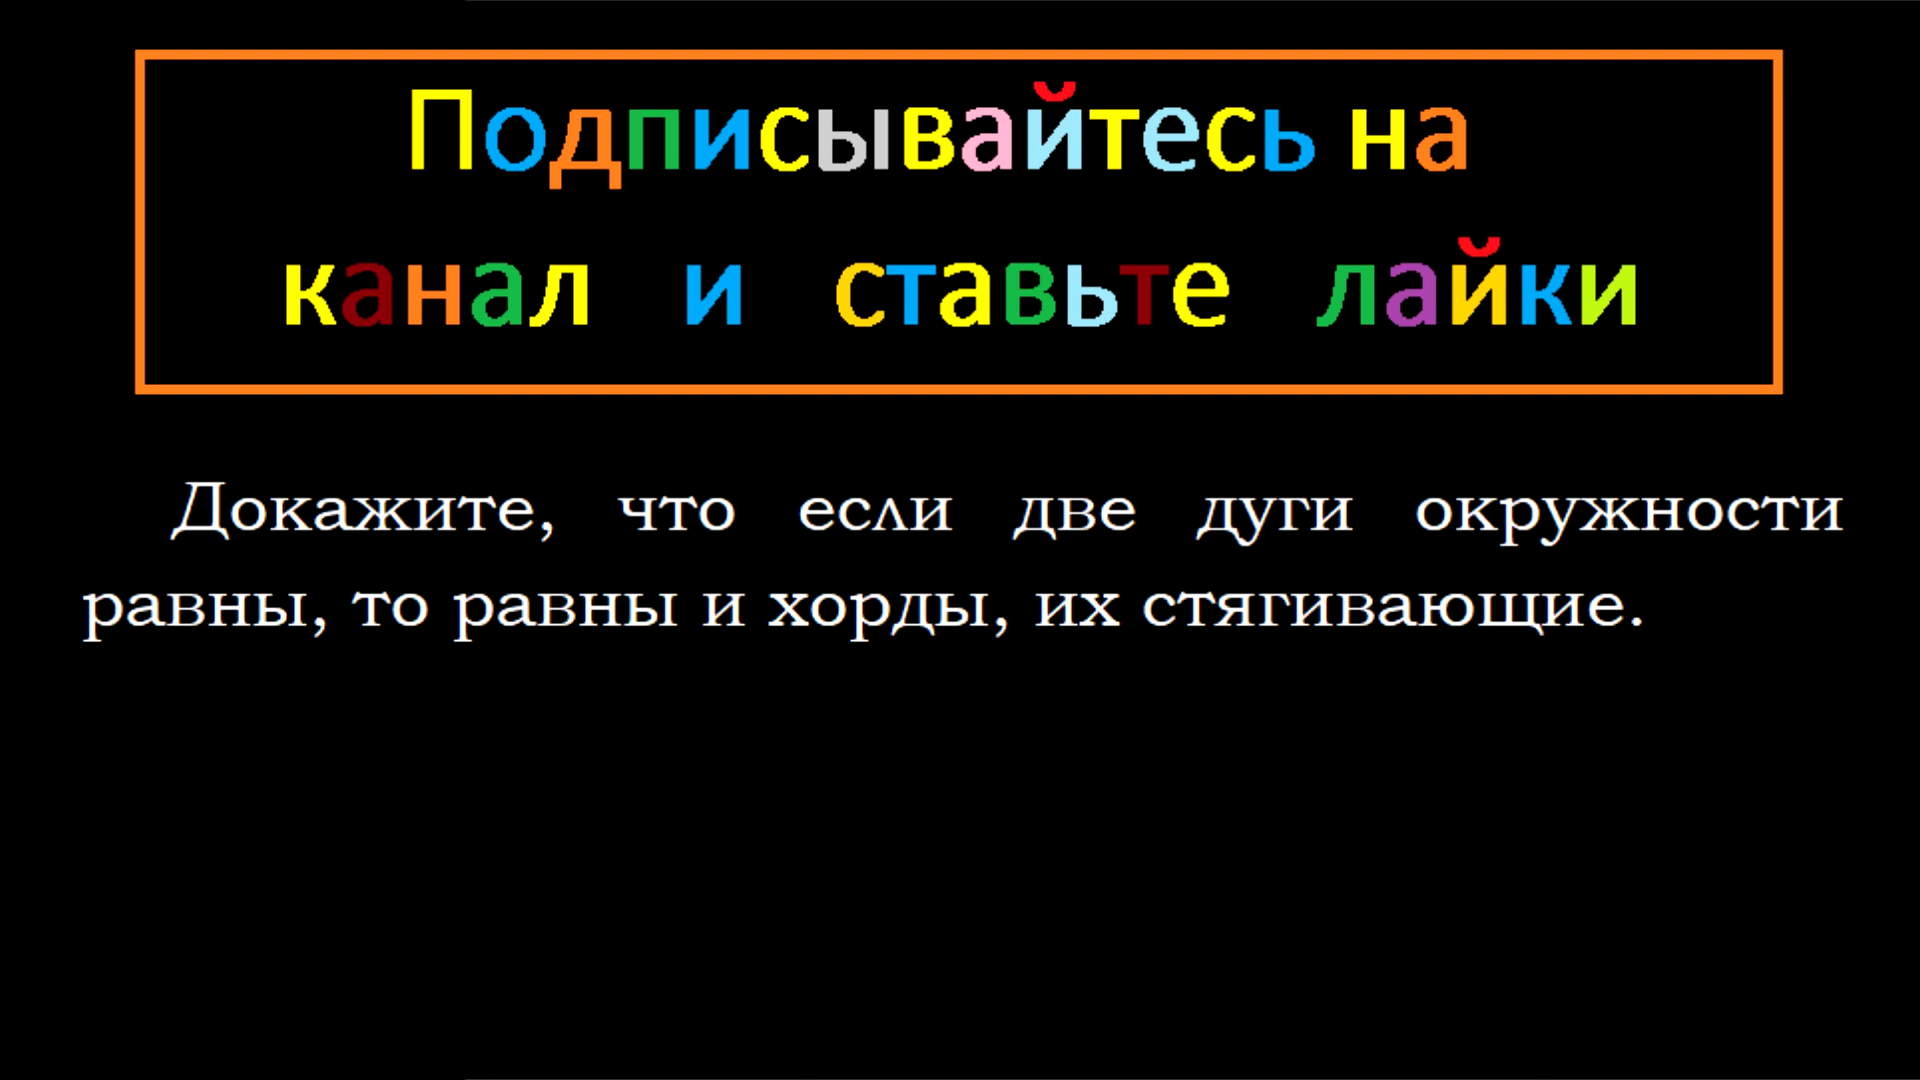 Подписывайтесь на
канал и ставьте лайки
Докажите, что если две дуги окружности
равны, то равны и хорды, их стягивающие.